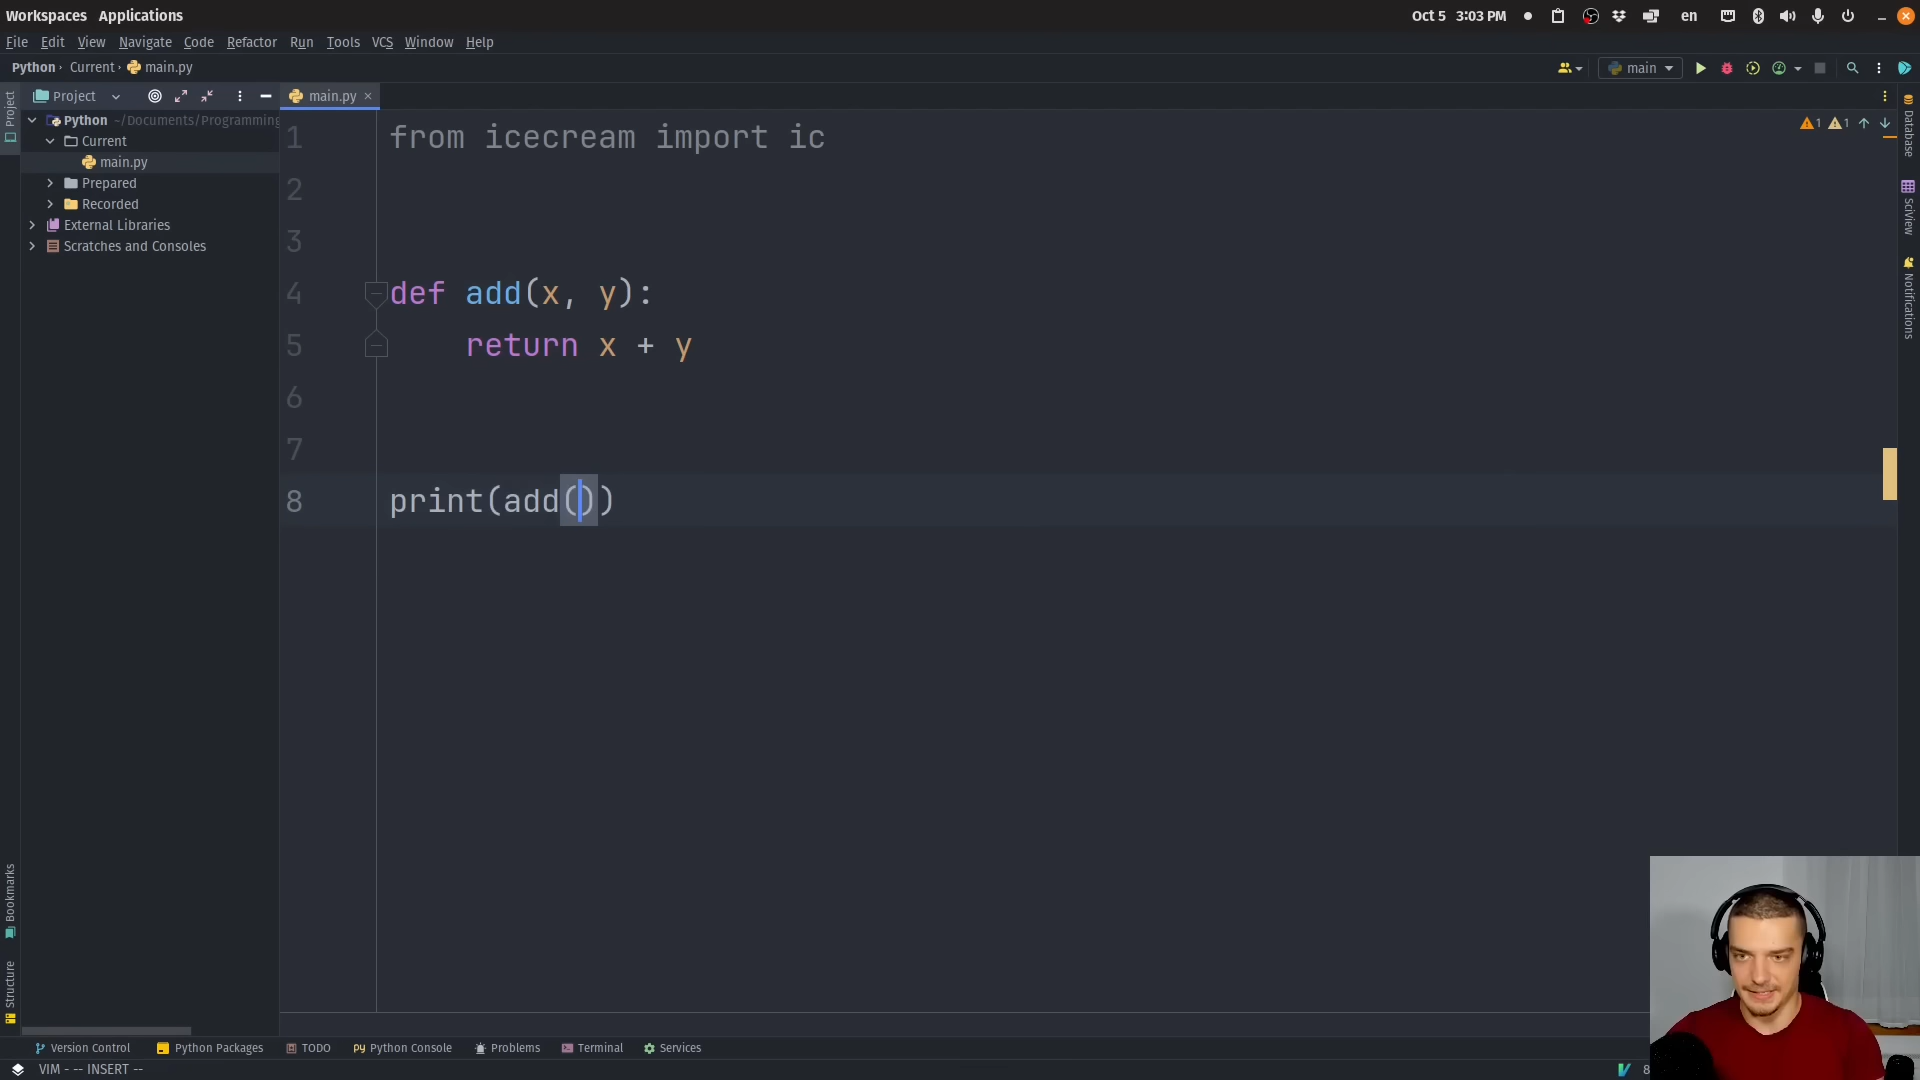 Workspaces Applications
Oct 5 3:03 PM
en
File Edit View Navigate Code Refactor Run Tools VCS Window Help
Python Current main.py
main
Project
main.py
Python ~/Documents/Programming
Current
main.py
Prepared
Recorded
External Libraries
Scratches and Consoles
Project
Bookmarks
Structure
1 from icecream import ic
2
3
4 def add(x, y):
5 return x + y
6
7
8 print(add())
1 1
Database
SciView
Notifications
Version Control Python Packages TODO Python Console Problems Terminal Services
VIM - -- INSERT --
8